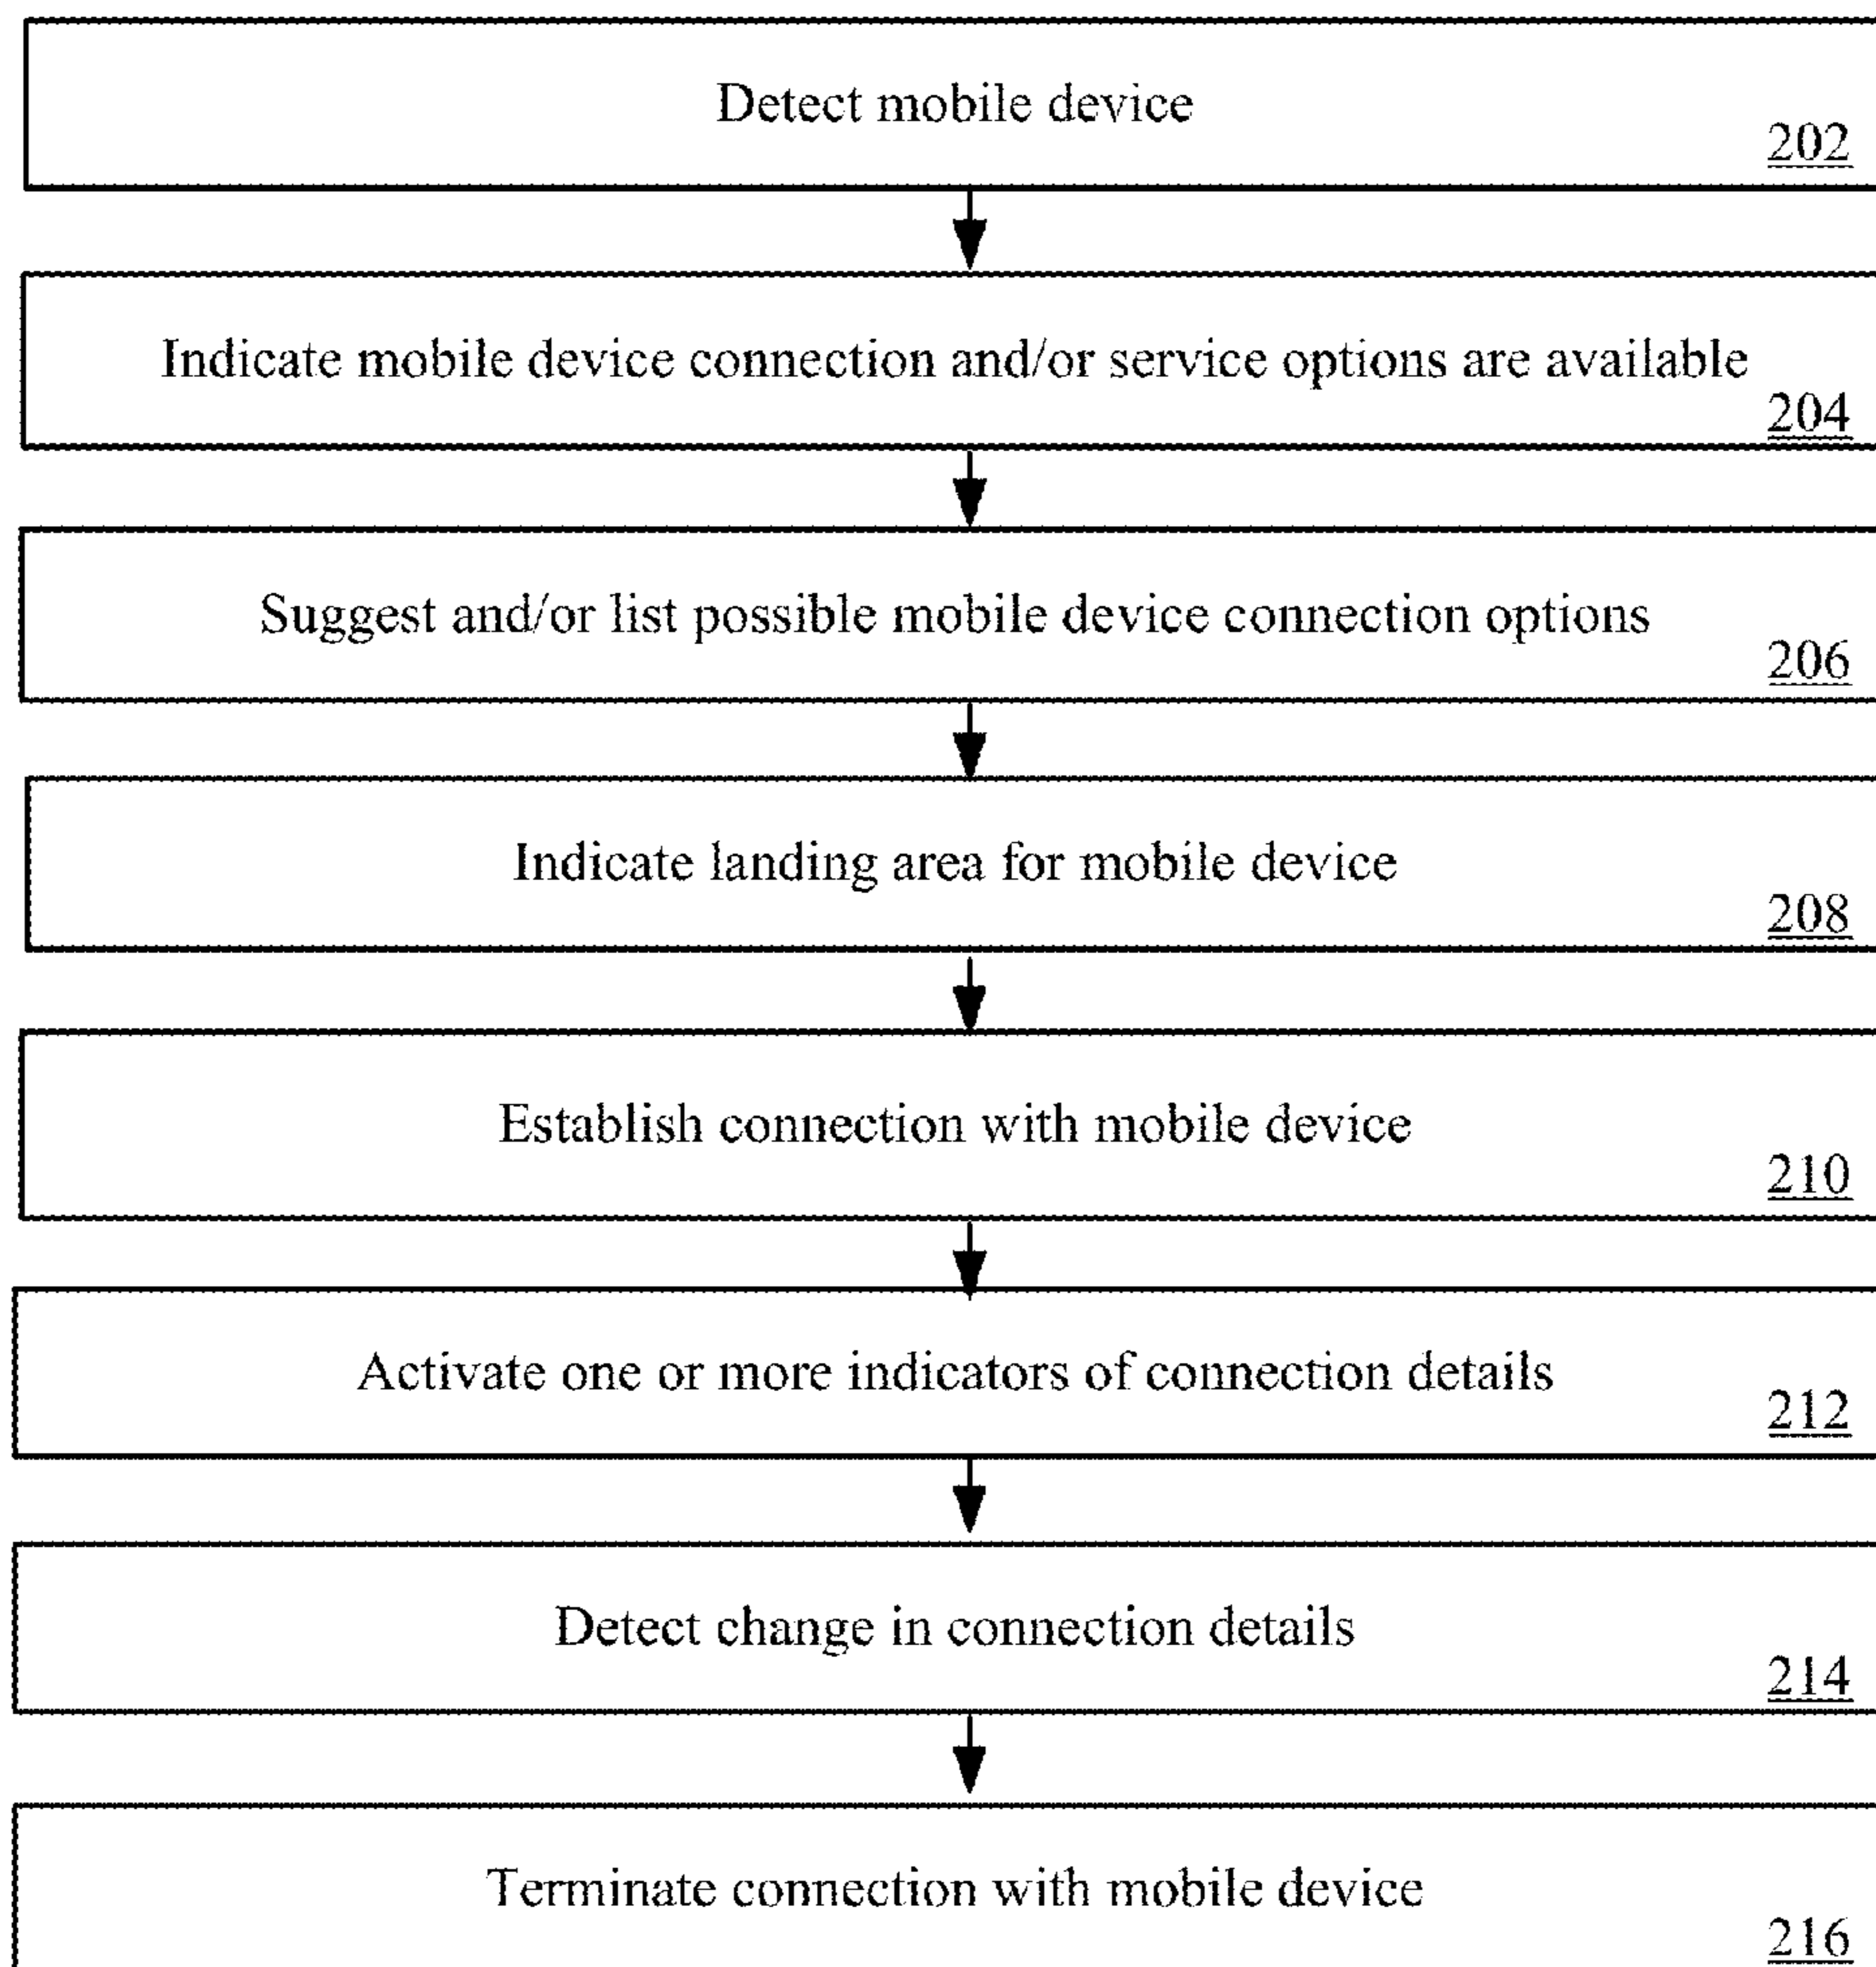 Detect mobile device
202
Indicate mobile device connection and/or service options are available
204
Suggest and/or list possible mobile device connection options
206
Indicate landing area for mobile device
208
Establish connection with mobile device
210
Activate one or more indicators of connection details
212
Detect change in connection details
214
Terminate connection with mobile device
216